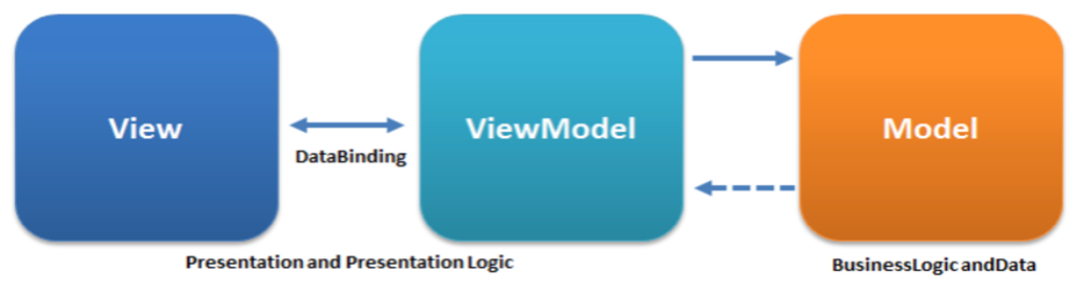 View
ViewModel
Model
DataBinding
Presentation and Presentation Logic
BusinessLogic andData